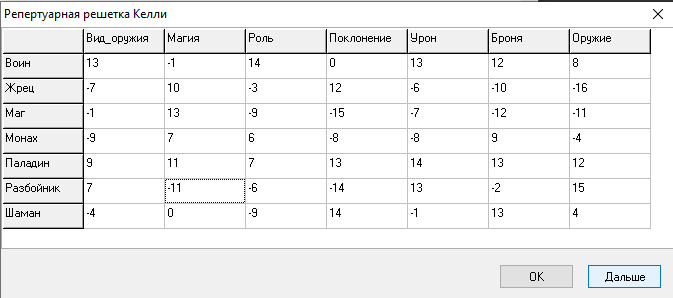 Репертуарная решетка Келли
Вид_оружия Магия Роль Поклонение Урон Броня Оружие
Воин 13 -1 14 0 13 12 8
Жрец -7 10 -3 12 -6 -10 -16
Маг -1 13 -9 -15 -7 -12 -11
Монах -9 7 6 -8 -8 9 -4
Паладин 9 11 7 13 14 13 12
Разбойник 7 -11 -6 -14 13 -2 15
Шаман -4 0 -9 14 -1 13 4
OK Дальше